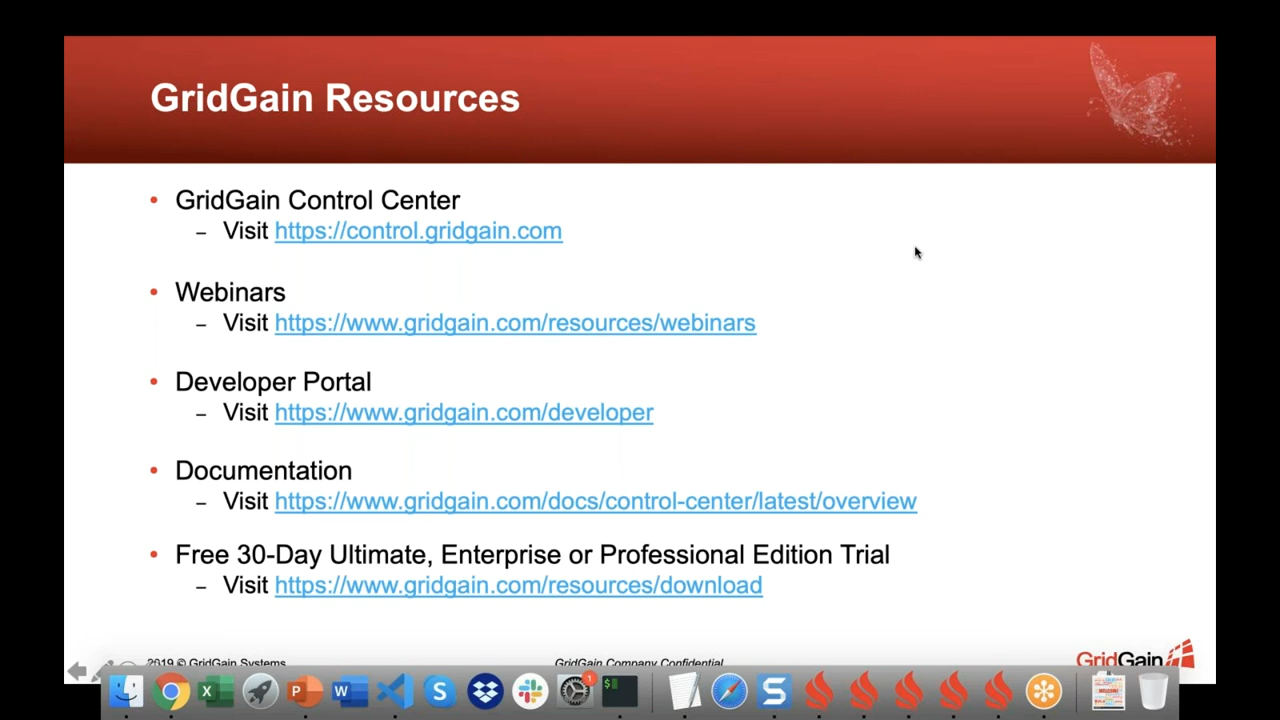 GridGain Resources
• GridGain Control Center
– Visit https://control.gridgain.com
• Webinars
– Visit https://www.gridgain.com/resources/webinars
• Developer Portal
– Visit https://www.gridgain.com/developer
• Documentation
– Visit https://www.gridgain.com/docs/control-center/latest/overview
• Free 30-Day Ultimate, Enterprise or Professional Edition Trial
– Visit https://www.gridgain.com/resources/download
2019 © GridGain Systems
GridGain Company Confidential
GridGain
X
P
W
S
1
$
S
WELCOME